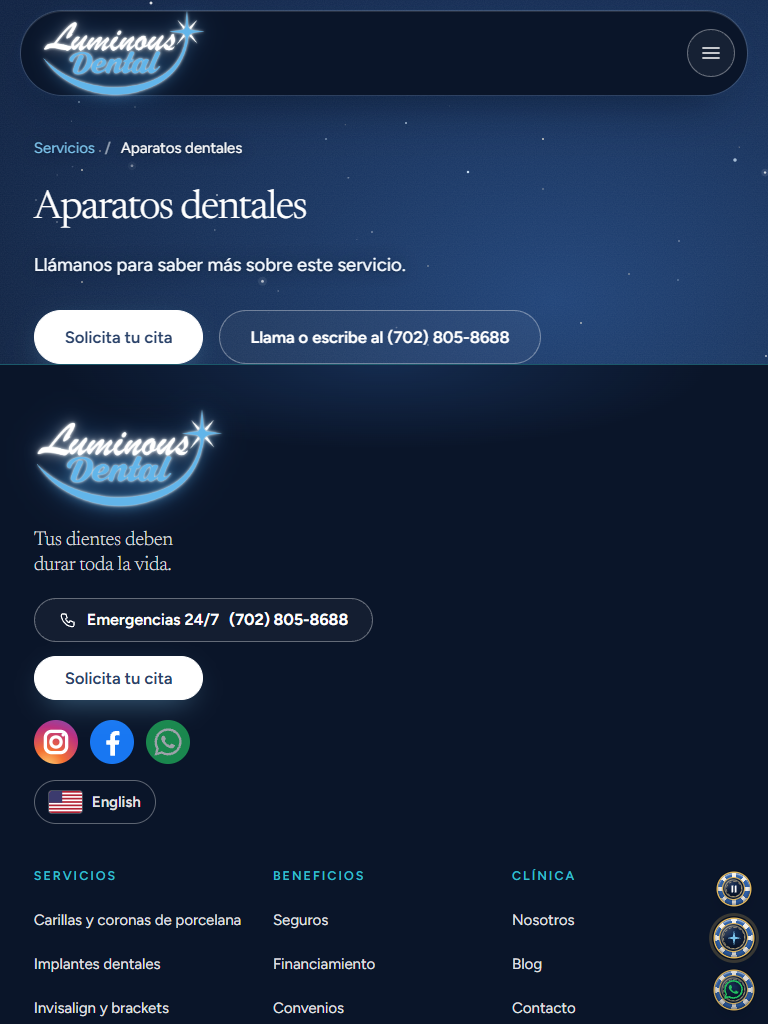 Luminous
Dental
Servicios / Aparatos dentales
Aparatos dentales
Llámanos para saber más sobre este servicio.
Solicita tu cita
Llama o escribe al (702) 805-8688
Luminous
Dental
Tus dientes deben
durar toda la vida.
Emergencias 24/7 (702) 805-8688
Solicita tu cita
English
SERVICIOS BENEFICIOS CLÍNICA
Carillas y coronas de porcelana Seguros Nosotros
Implantes dentales Financiamiento Blog
Invisalign y brackets Convenios Contacto